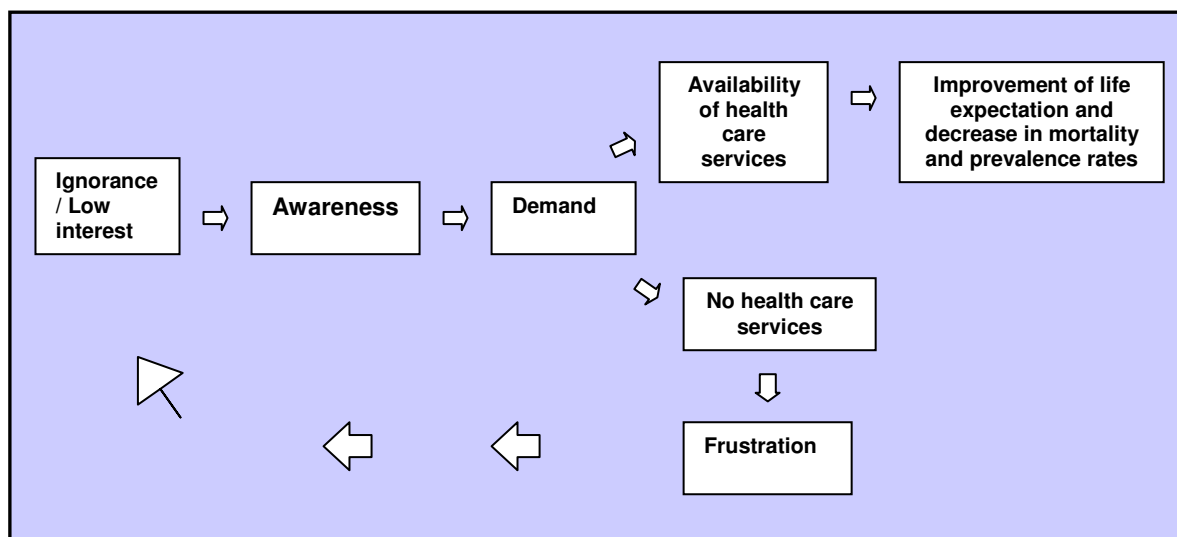 Ignorance
/ Low
interest
Awareness
Demand
Availability
of health
care
services
Improvement of life
expectation and
decrease in mortality
and prevalence rates
No health care
services
Frustration